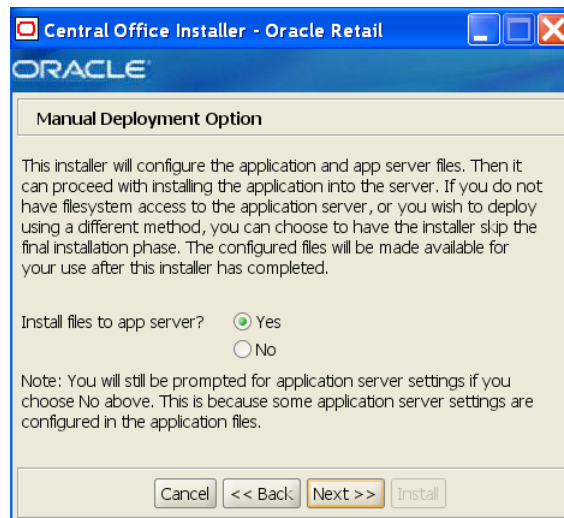 Central Office Installer - Oracle Retail
ORACLE
Manual Deployment Option
This installer will configure the application and app server files. Then it
can proceed with installing the application into the server. If you do not
have filesystem access to the application server, or you wish to deploy
using a different method, you can choose to have the installer skip the
final installation phase. The configured files will be made available for
your use after this installer has completed.
Install files to app server? Yes
No
Note: You will still be prompted for application server settings if you
choose No above. This is because some application server settings are
configured in the application files.
Cancel << Back Next >> Install